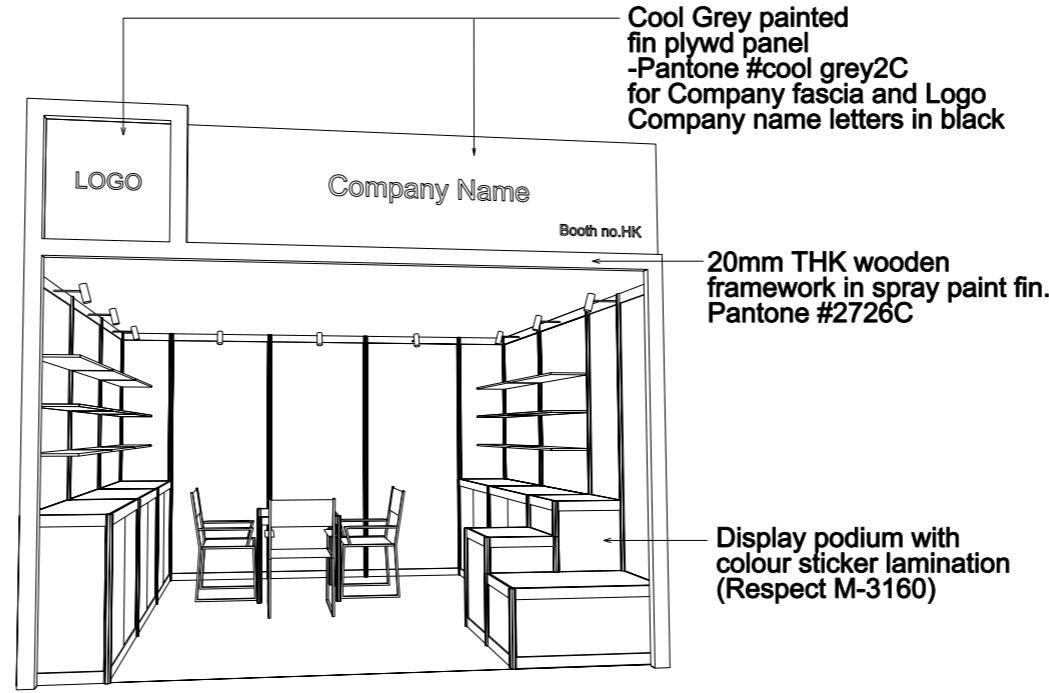 Cool Grey painted
fin plywd panel
-Pantone #cool grey2C
for Company fascia and Logo
Company name letters in black
LOGO
Company Name
Booth no.HK
20mm THK wooden
framework in spray paint fin.
Pantone #2726C
Display podium with
colour sticker lamination
(Respect M-3160)